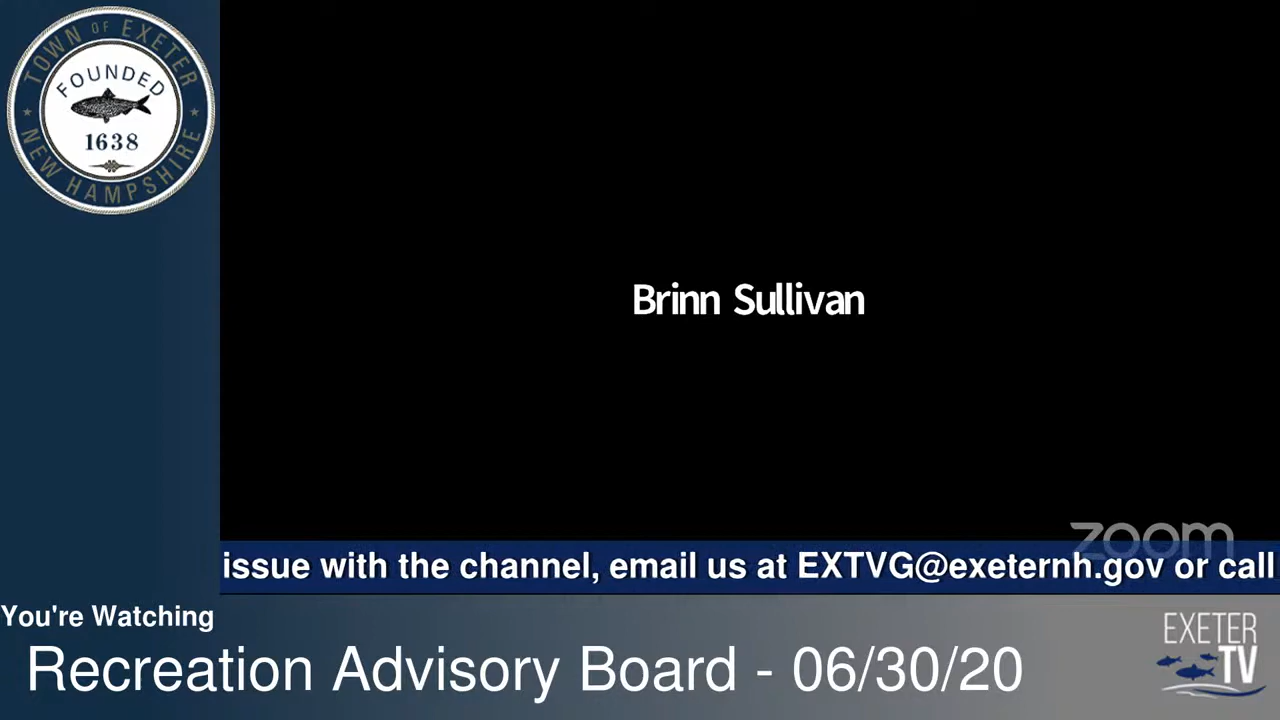 TOWN OF EXETER
FOUNDED
1638
NEW HAMPSHIRE
Brinn Sullivan
zoom
issue with the channel, email us at EXTVG@exeternh.gov or call
You're Watching
Recreation Advisory Board - 06/30/20
EXETER
TV